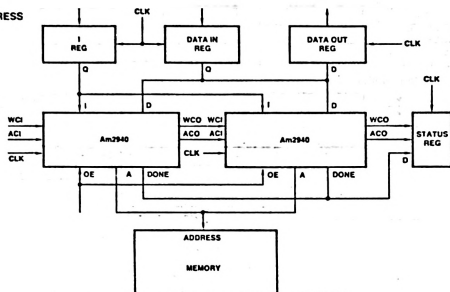 RESS
CLK
I
REG
DATA IN
REG
DATA OUT
REG
CLK
Q
Q
D
CLK
I
D
I
D
WCI
ACI
CLK
Am2940
WCO
ACO
WCI
ACI
CLK
Am2940
WCO
ACO
D
STATUS
REG
OE
A
DONE
OE
A
DONE
ADDRESS
MEMORY